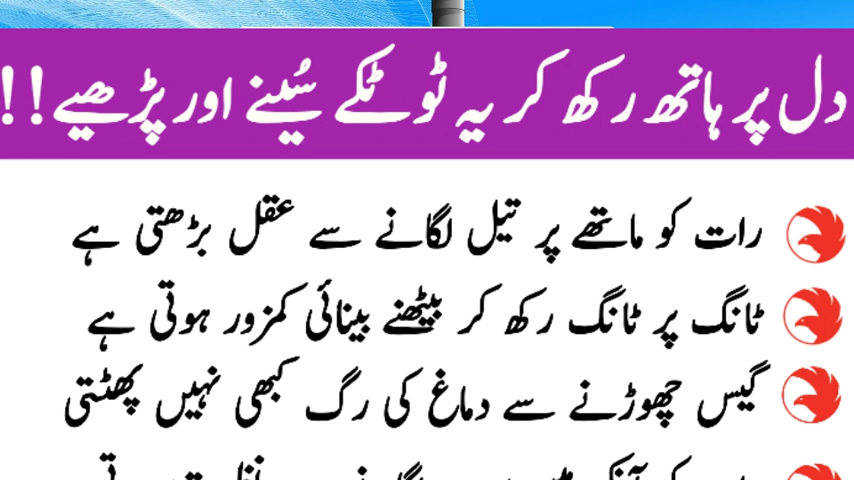 دل پر ہاتھ رکھ کر یہ ٹوٹکے سُنیے اور پڑھیے!!
رات کو ماتھے پر تیل لگانے سے عقل بڑھتی ہے
ٹانگ پر ٹانگ رکھ کر بیٹھنے بینائی کمزور ہوتی ہے
گیس چھوڑنے سے دماغ کی رگ کبھی نہیں پھٹتی